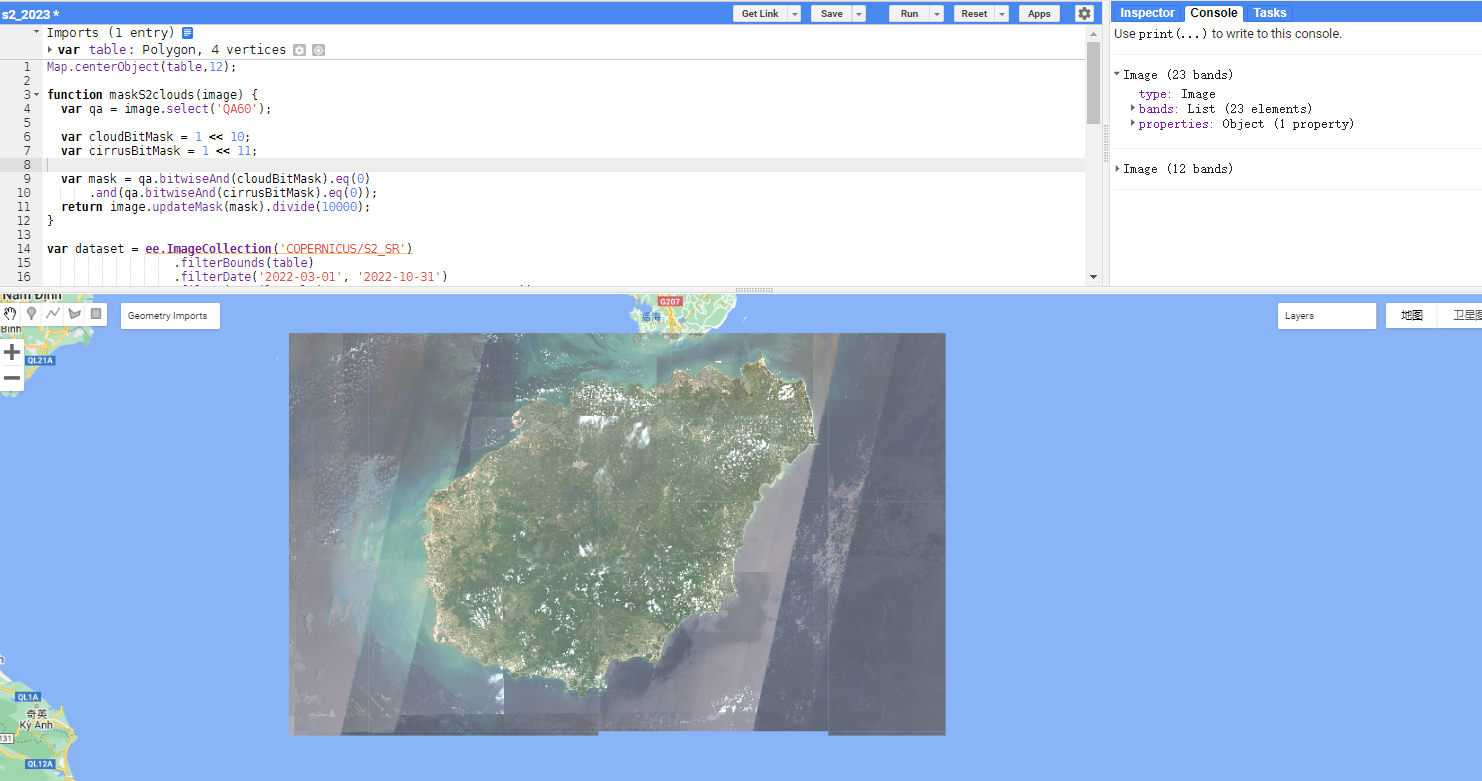 s2_2023 *
Get Link
Save
Run
Reset
Apps
Inspector
Console
Tasks
Imports (1 entry)
var table: Polygon, 4 vertices
1 Map.centerObject(table,12);
2
3 function maskS2clouds(image) {
4 var qa = image.select('QA60');
5
6 var cloudBitMask = 1 << 10;
7 var cirrusBitMask = 1 << 11;
8
9 var mask = qa.bitwiseAnd(cloudBitMask).eq(0)
10 .and(qa.bitwiseAnd(cirrusBitMask).eq(0));
11 return image.updateMask(mask).divide(10000);
12 }
13
14 var dataset = ee.ImageCollection('COPERNICUS/S2_SR')
15 .filterBounds(table)
16 .filterDate('2022-03-01', '2022-10-31')
Use print(...) to write to this console.
Image (23 bands)
type: Image
bands: List (23 elements)
properties: Object (1 property)
Image (12 bands)
Nam Định
Geometry Imports
Layers
地图
卫星图
G207
后海
Bình
QL21A
QL1A
奇英
Kỳ Anh
131
QL12A